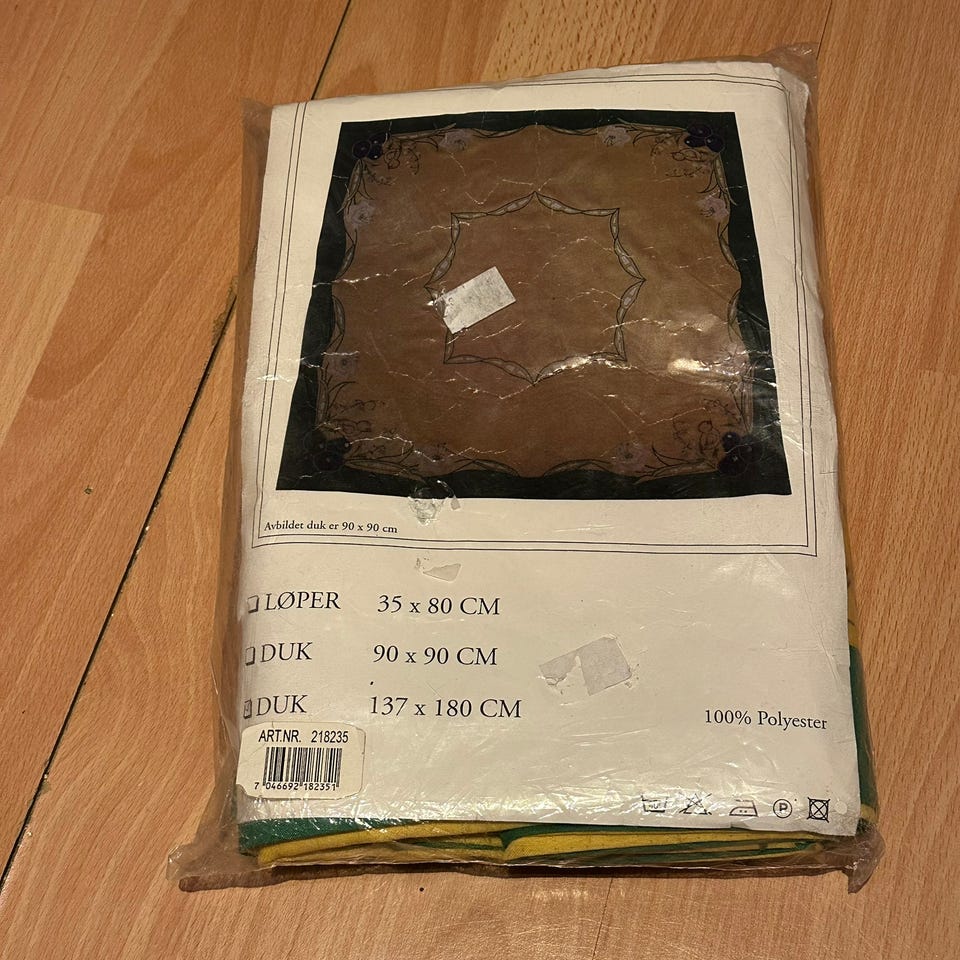 Avbildet duk er 90 x 90 cm
LØPER 35 x 80 CM
DUK 90 x 90 CM
DUK 137 x 180 CM
100% Polyester
ART.NR. 218235
7 046692 182351
P